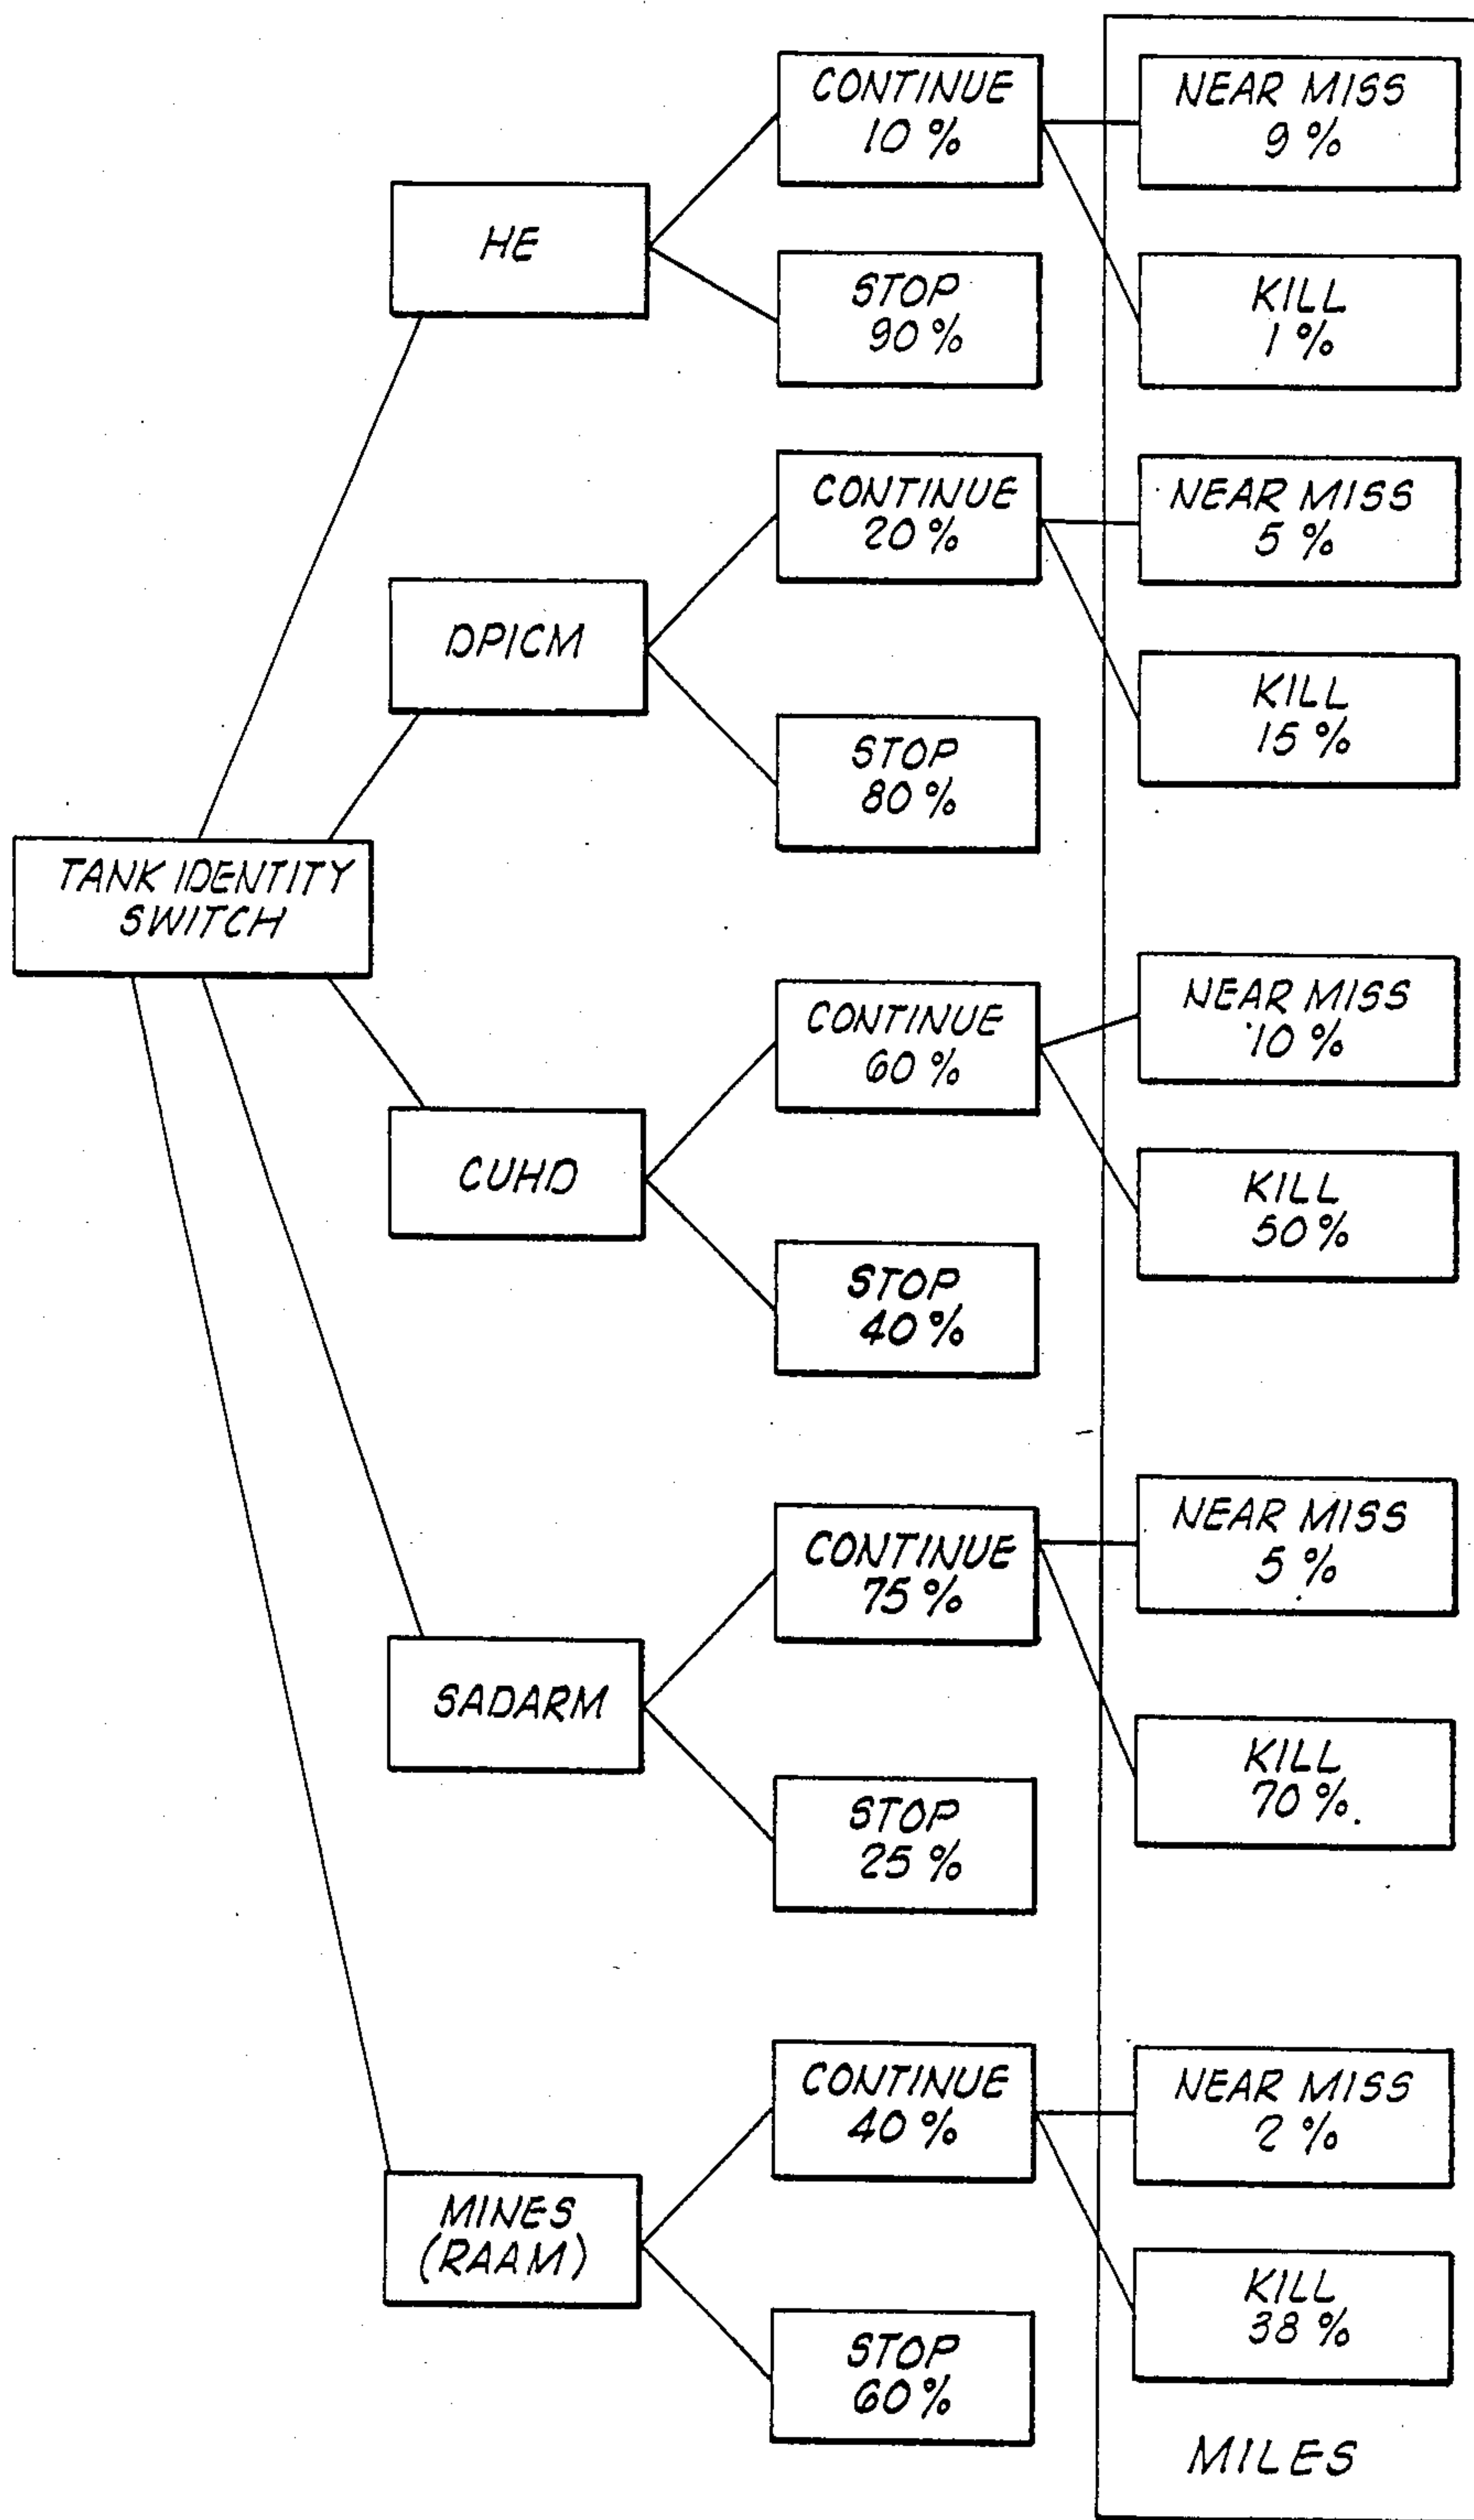 TANK IDENTITY
SWITCH
HE
CONTINUE
10 %
NEAR MISS
9 %
KILL
1 %
STOP
90 %
DPICM
CONTINUE
20 %
NEAR MISS
5 %
KILL
15 %
STOP
80 %
CUHD
CONTINUE
60 %
NEAR MISS
10 %
KILL
50 %
STOP
40 %
SADARM
CONTINUE
75 %
NEAR MISS
5 %
KILL
70 %
STOP
25 %
MINES
(RAAM)
CONTINUE
40 %
NEAR MISS
2 %
KILL
38 %
STOP
60 %
MILES